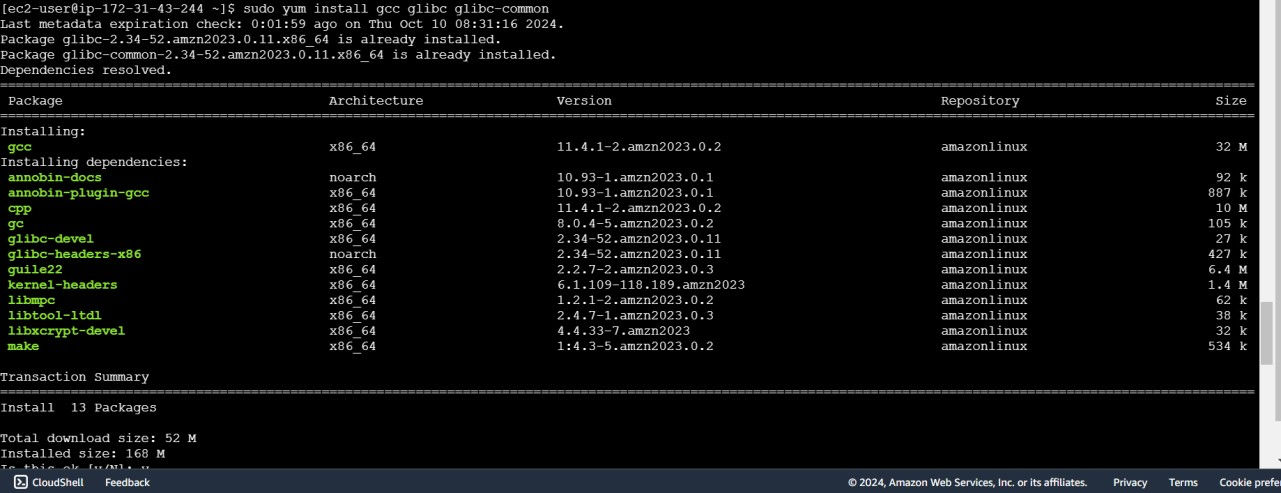 [ec2-user@ip-172-31-43-244 ~]$ sudo yum install gcc glibc glibc-common
Last metadata expiration check: 0:01:59 ago on Thu Oct 10 08:31:16 2024.
Package glibc-2.34-52.amzn2023.0.11.x86_64 is already installed.
Package glibc-common-2.34-52.amzn2023.0.11.x86_64 is already installed.
Dependencies resolved.
Package Architecture Version Repository Size
Installing:
gcc x86_64 11.4.1-2.amzn2023.0.2 amazonlinux 32 M
Installing dependencies:
annobin-docs noarch 10.93-1.amzn2023.0.1 amazonlinux 92 k
annobin-plugin-gcc x86_64 10.93-1.amzn2023.0.1 amazonlinux 887 k
cpp x86_64 11.4.1-2.amzn2023.0.2 amazonlinux 10 M
gc x86_64 8.0.4-5.amzn2023.0.2 amazonlinux 105 k
glibc-devel x86_64 2.34-52.amzn2023.0.11 amazonlinux 27 k
glibc-headers-x86 noarch 2.34-52.amzn2023.0.11 amazonlinux 427 k
guile22 x86_64 2.2.7-2.amzn2023.0.3 amazonlinux 6.4 M
kernel-headers x86_64 6.1.109-118.189.amzn2023 amazonlinux 1.4 M
libmpc x86_64 1.2.1-2.amzn2023.0.2 amazonlinux 62 k
libtool-ltdl x86_64 2.4.7-1.amzn2023.0.3 amazonlinux 38 k
libxcrypt-devel x86_64 4.4.33-7.amzn2023 amazonlinux 32 k
make x86_64 1:4.3-5.amzn2023.0.2 amazonlinux 534 k
Transaction Summary
Install 13 Packages
Total download size: 52 M
Installed size: 168 M
Is this ok [y/N]: y
CloudShell Feedback © 2024, Amazon Web Services, Inc. or its affiliates. Privacy Terms Cookie prefe